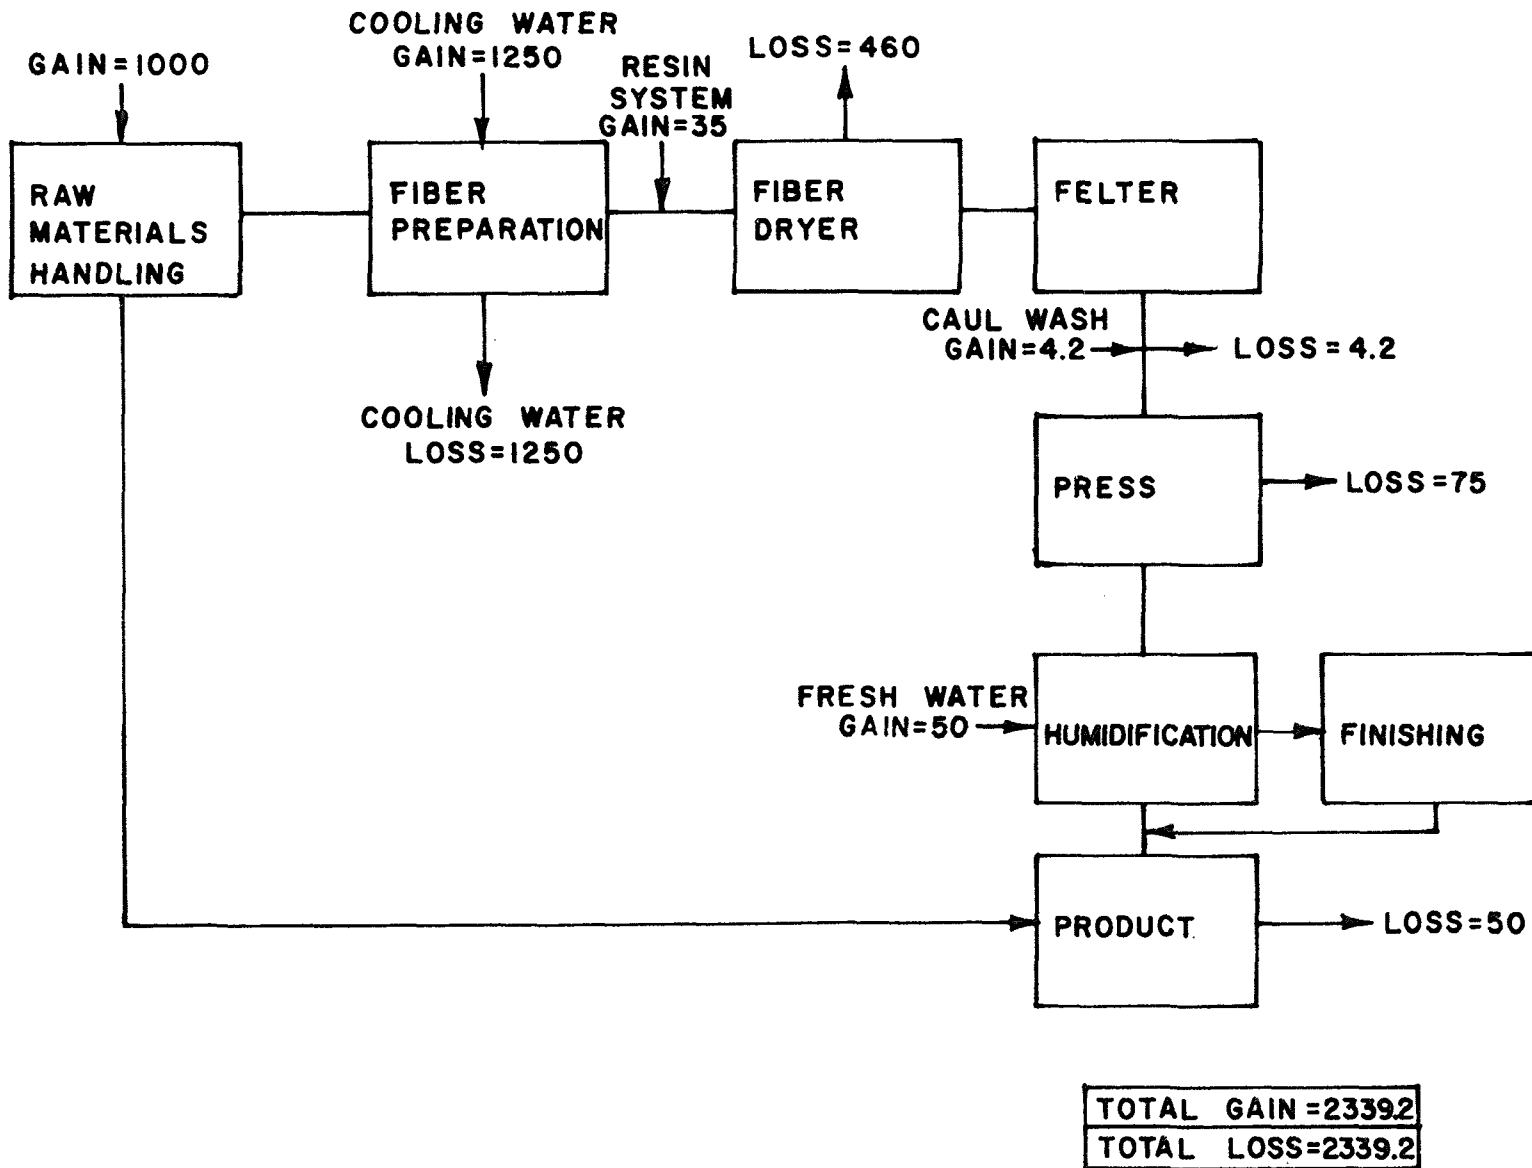 GAIN=1000
COOLING WATER
GAIN=1250
RESIN
SYSTEM
GAIN=35
LOSS=460
RAW
MATERIALS
HANDLING
FIBER
PREPARATION
FIBER
DRYER
FELTER
COOLING WATER
LOSS=1250
CAUL WASH
GAIN=4.2
LOSS=4.2
PRESS
LOSS=75
FRESH WATER
GAIN=50
HUMIDIFICATION
FINISHING
PRODUCT
LOSS=50
TOTAL GAIN=2339.2
TOTAL LOSS=2339.2